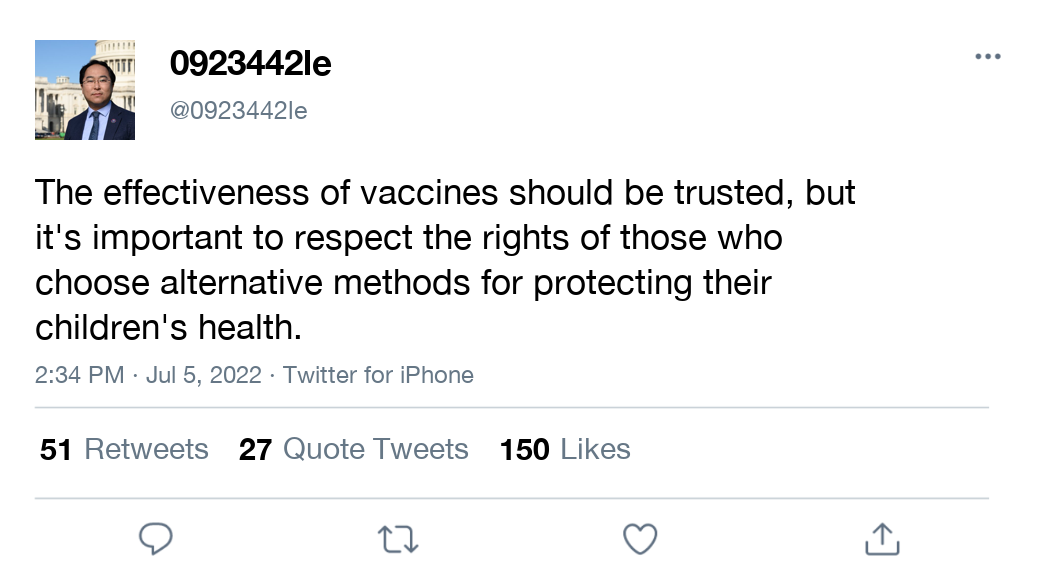 0923442le
@0923442le
The effectiveness of vaccines should be trusted, but
it's important to respect the rights of those who
choose alternative methods for protecting their
children's health.
2:34 PM · Jul 5, 2022 · Twitter for iPhone
51 Retweets 27 Quote Tweets 150 Likes